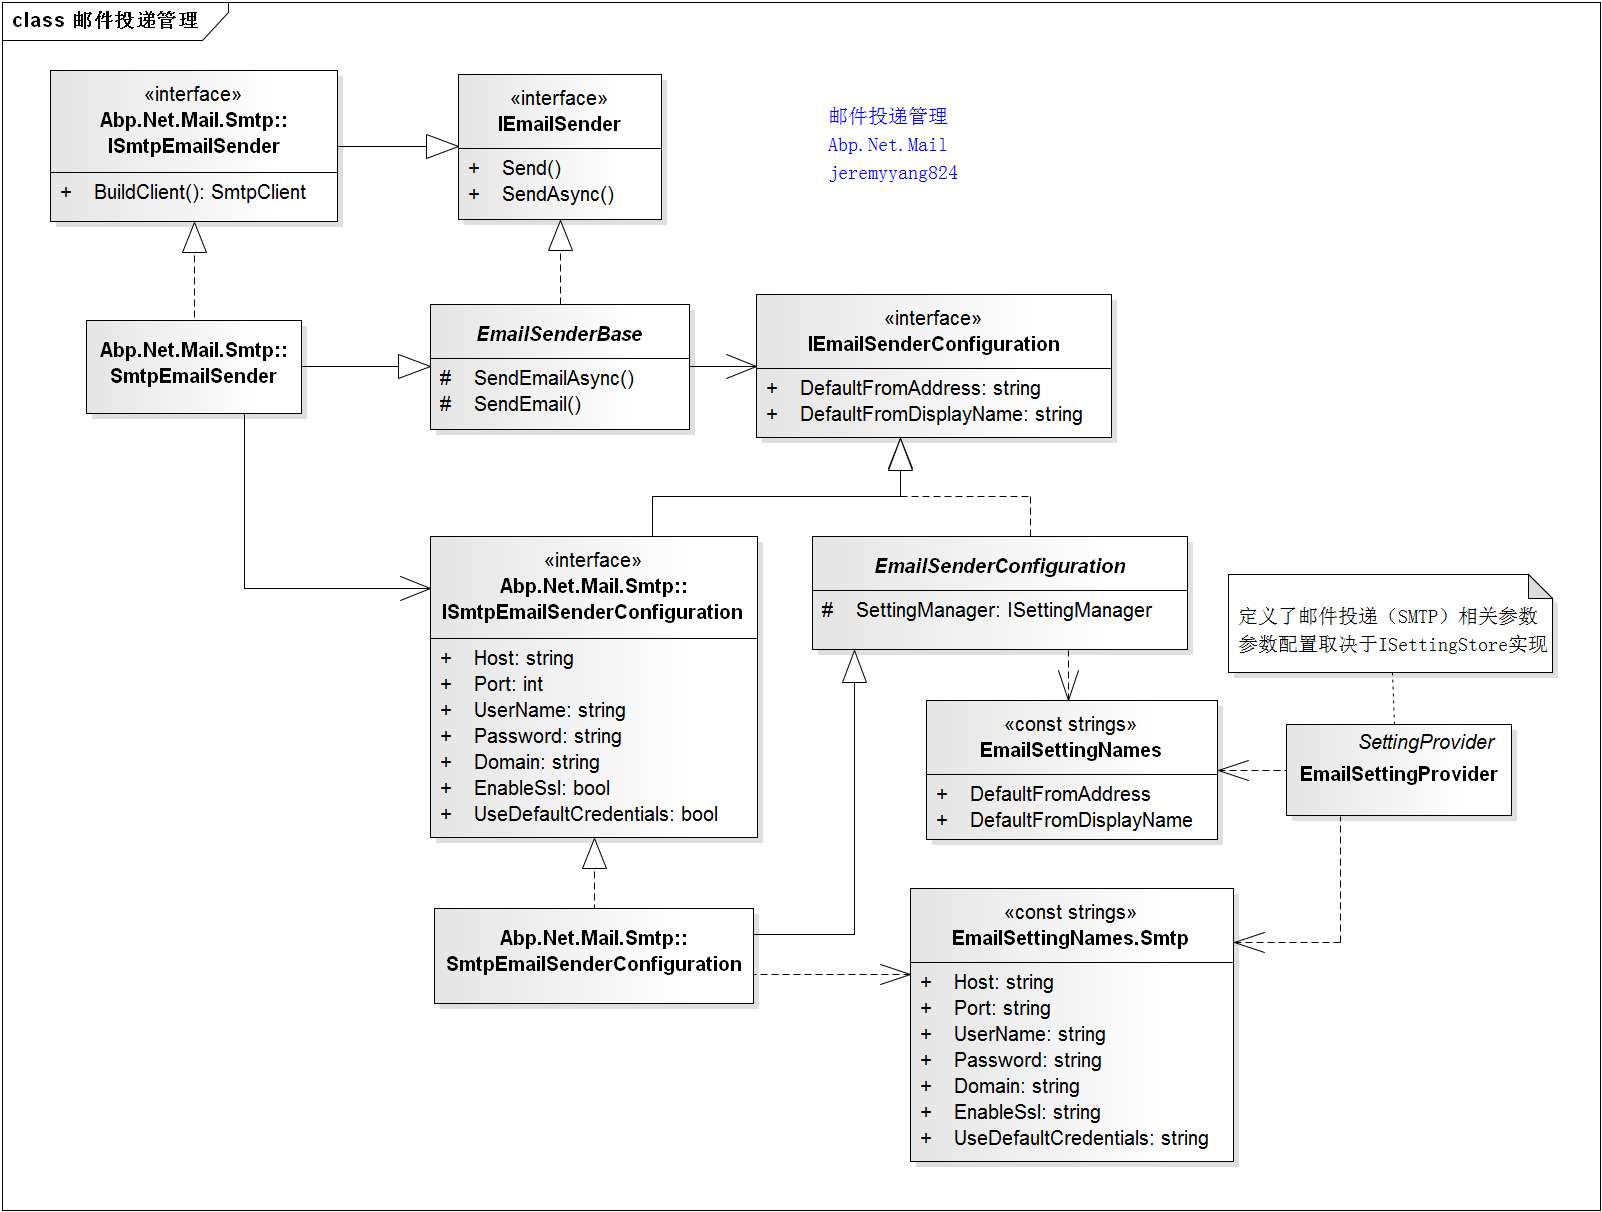 class 邮件投递管理
«interface»
Abp.Net.Mail.Smtp::
ISmtpEmailSender
+ BuildClient(): SmtpClient
«interface»
IEmailSender
+ Send()
+ SendAsync()
邮件投递管理
Abp.Net.Mail
jeremyyang824
Abp.Net.Mail.Smtp::
SmtpEmailSender
EmailSenderBase
# SendEmailAsync()
# SendEmail()
«interface»
IEmailSenderConfiguration
+ DefaultFromAddress: string
+ DefaultFromDisplayName: string
«interface»
Abp.Net.Mail.Smtp::
ISmtpEmailSenderConfiguration
+ Host: string
+ Port: int
+ UserName: string
+ Password: string
+ Domain: string
+ EnableSsl: bool
+ UseDefaultCredentials: bool
EmailSenderConfiguration
# SettingManager: ISettingManager
定义了邮件投递（SMTP）相关参数
参数配置取决于ISettingStore实现
«const strings»
EmailSettingNames
+ DefaultFromAddress
+ DefaultFromDisplayName
SettingProvider
EmailSettingProvider
Abp.Net.Mail.Smtp::
SmtpEmailSenderConfiguration
«const strings»
EmailSettingNames.Smtp
+ Host: string
+ Port: string
+ UserName: string
+ Password: string
+ Domain: string
+ EnableSsl: string
+ UseDefaultCredentials: string